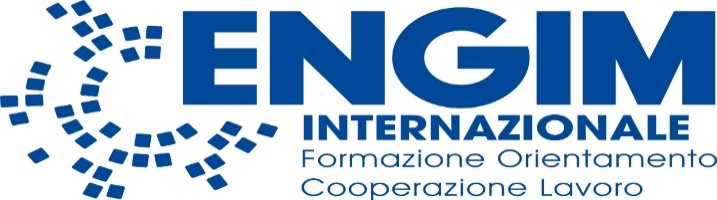 ENGIM
INTERNAZIONALE
Formazione Orientamento
Cooperazione Lavoro